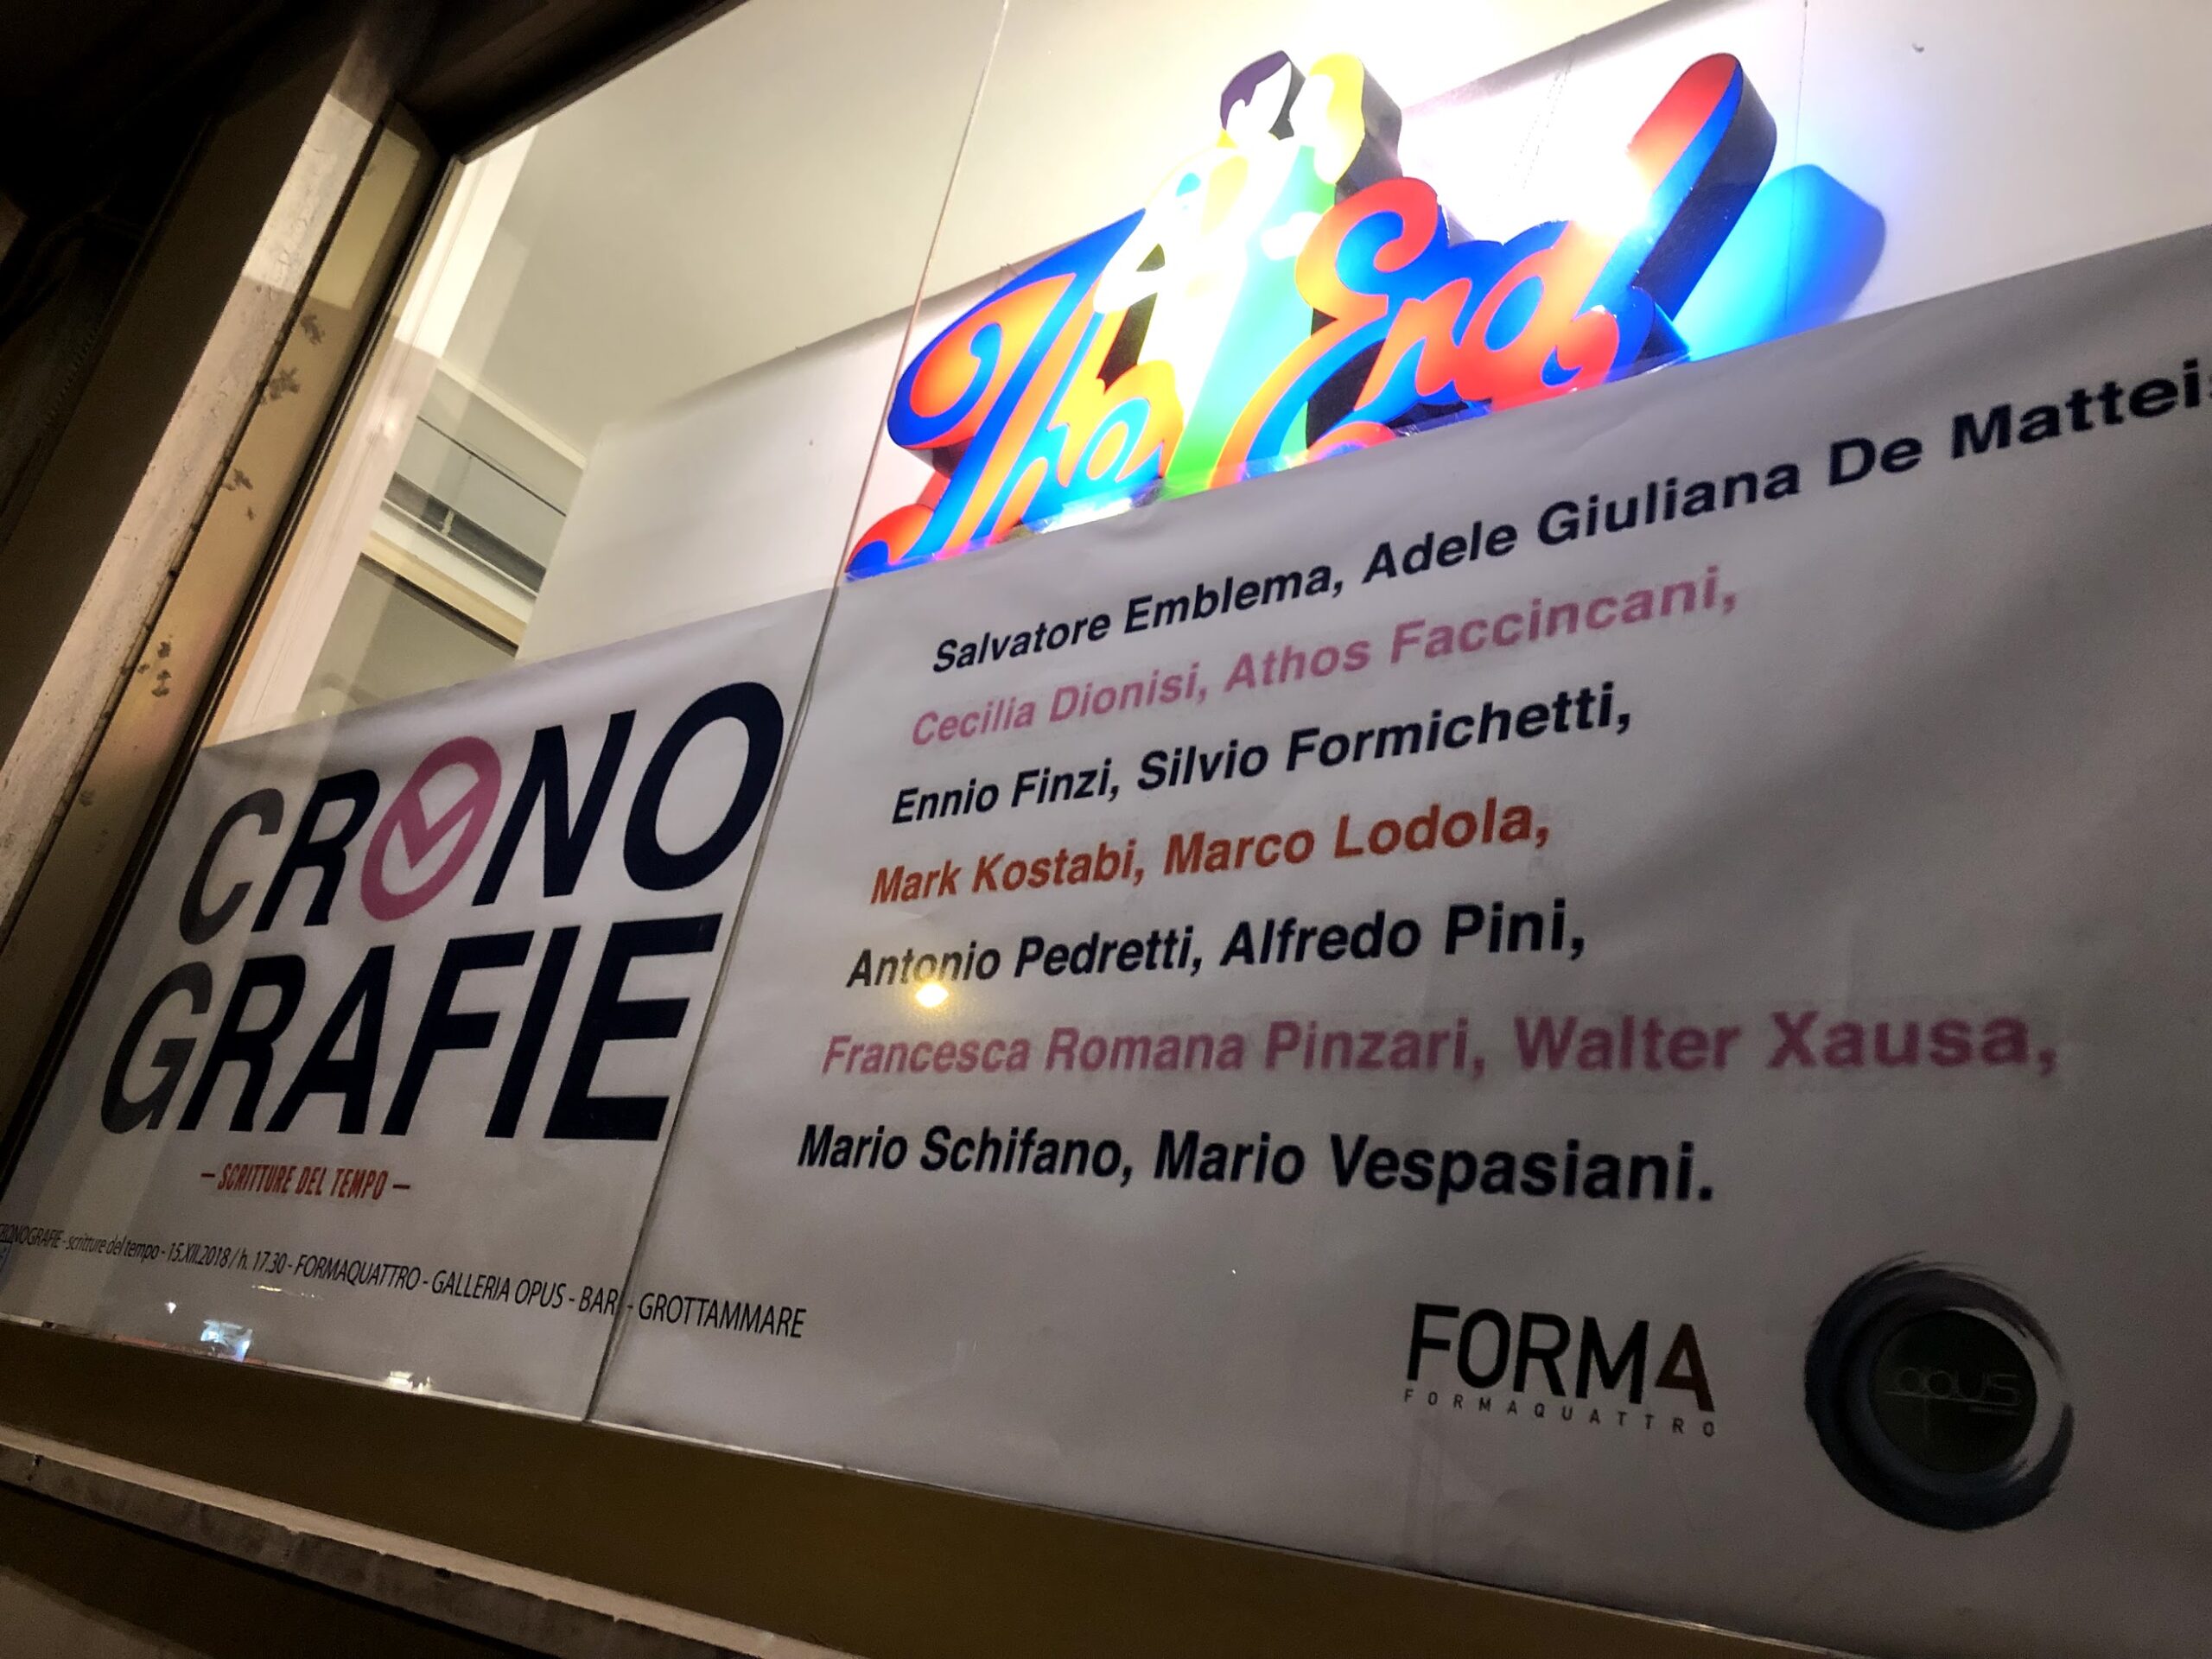 The End
Salvatore Emblema, Adele Giuliana De Matteis
Cecilia Dionisi, Athos Faccincani,
Ennio Finzi, Silvio Formichetti,
Mark Kostabi, Marco Lodola,
Antonio Pedretti, Alfredo Pini,
Francesca Romana Pinzari, Walter Xausa,
Mario Schifano, Mario Vespasiani.
CRONO
GRAFIE
– SCRITTURE DEL TEMPO –
CRONOGRAFIE - scritture del tempo - 15.XII.2018 / h. 17.30 - FORMAQUATTRO - GALLERIA OPUS - BARI - GROTTAMMARE
FORM4
FORMAQUATTRO
opus